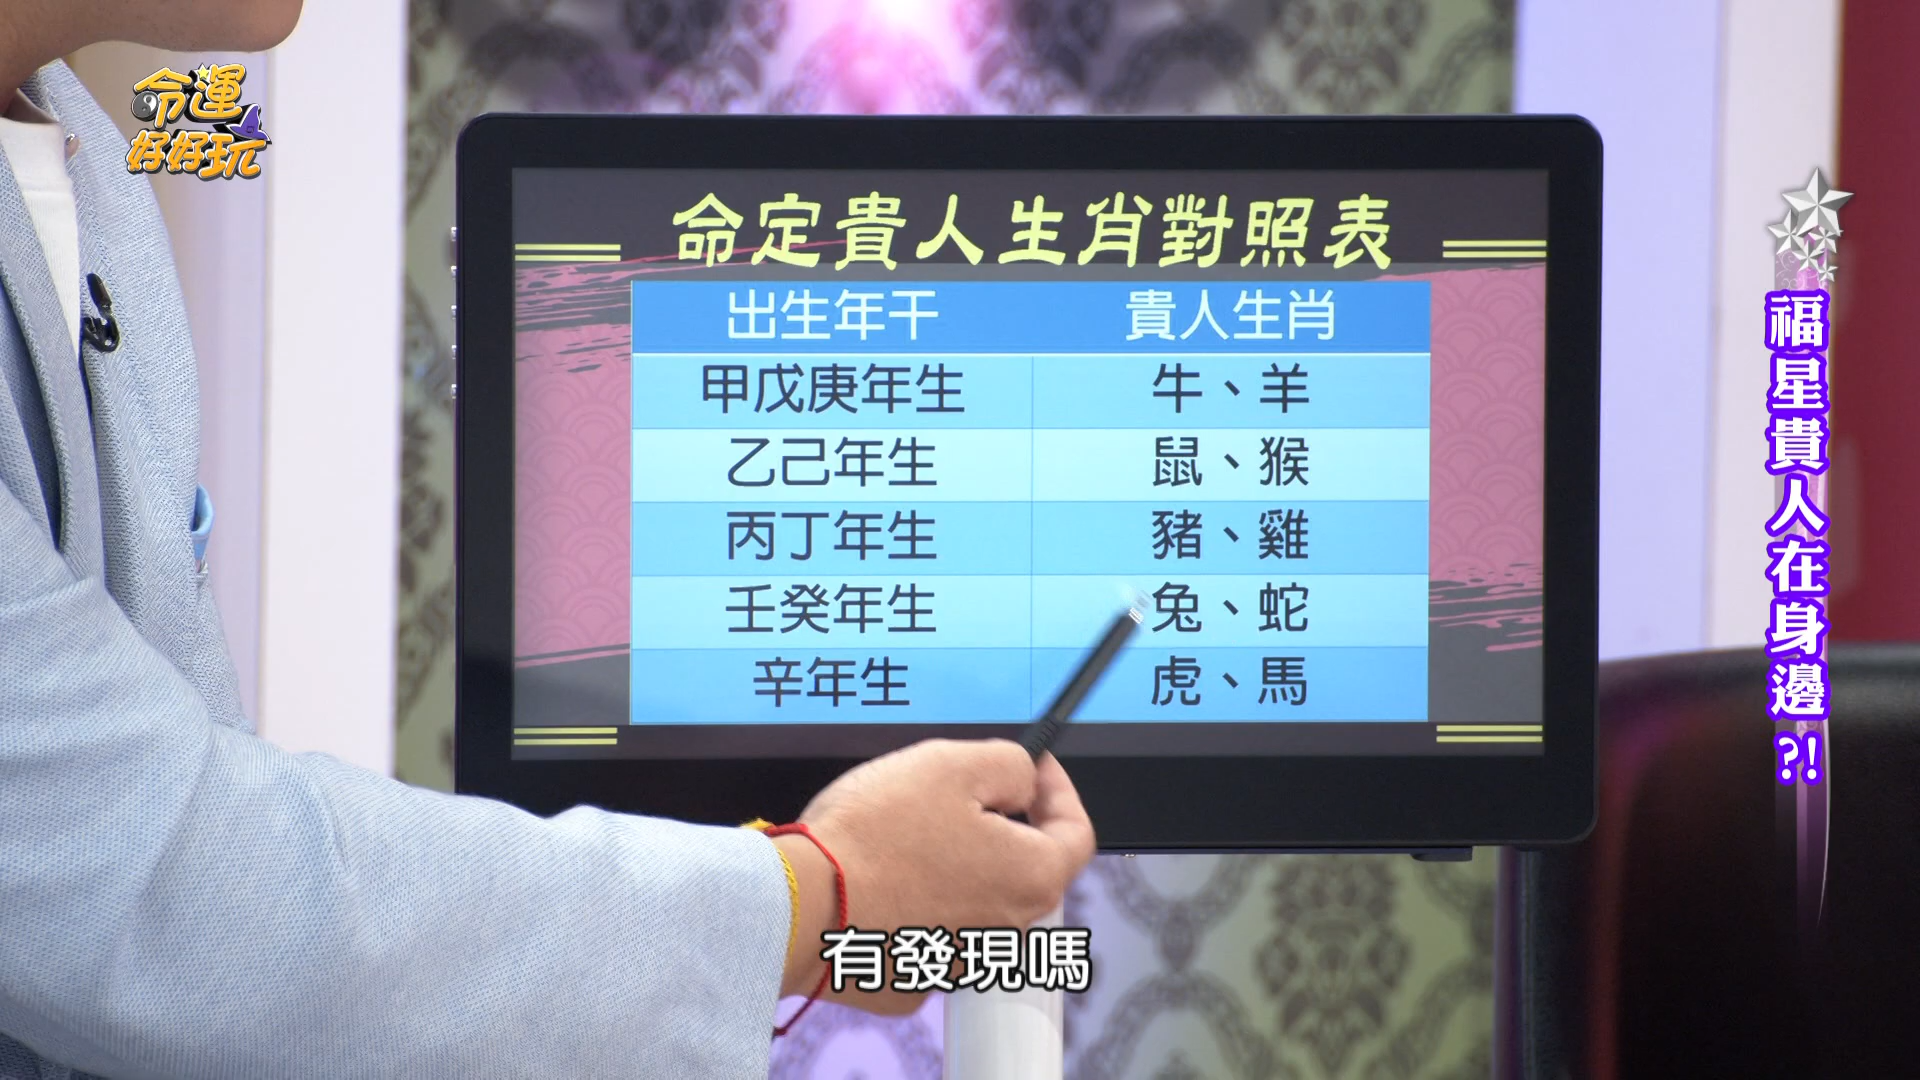 命運
好好玩
命定貴人生肖對照表
出生年干 貴人生肖
甲戊庚年生 牛、羊
乙己年生 鼠、猴
丙丁年生 豬、雞
壬癸年生 兔、蛇
辛年生 虎、馬
福星貴人在身邊?!
有發現嗎